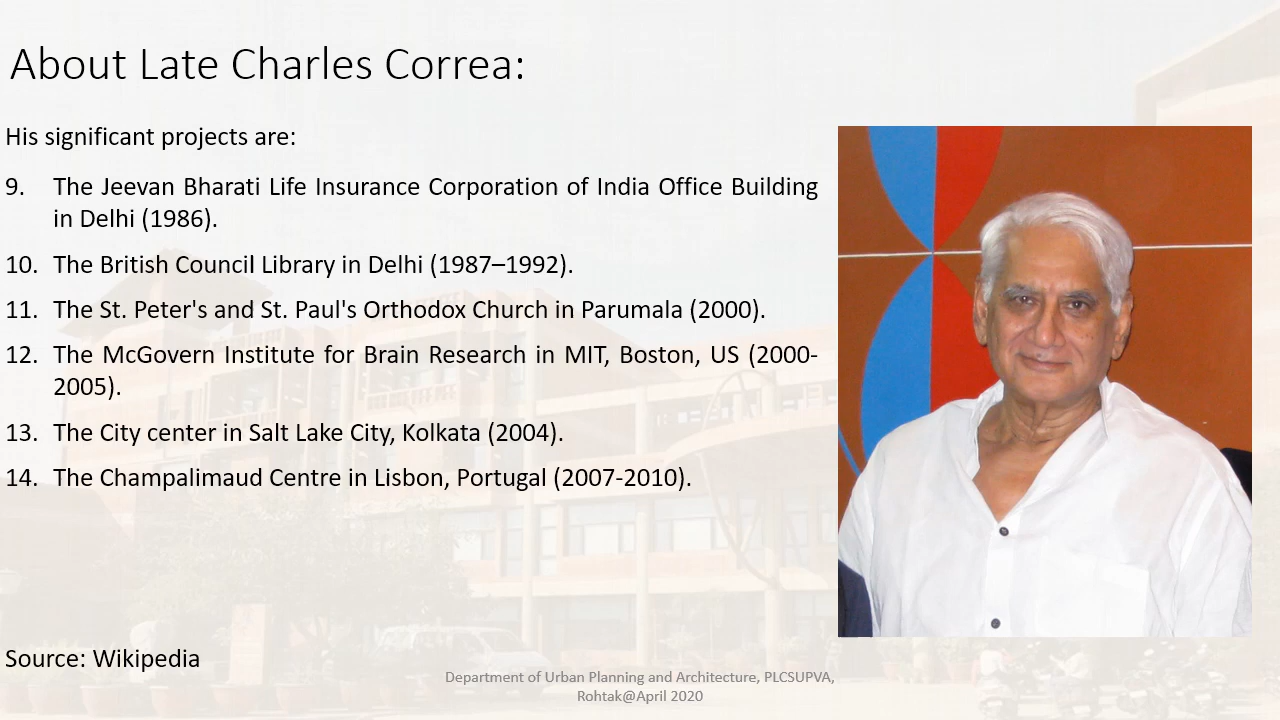 About Late Charles Correa:
His significant projects are:
9. The Jeevan Bharati Life Insurance Corporation of India Office Building
in Delhi (1986).
10. The British Council Library in Delhi (1987–1992).
11. The St. Peter's and St. Paul's Orthodox Church in Parumala (2000).
12. The McGovern Institute for Brain Research in MIT, Boston, US (2000-
2005).
13. The City center in Salt Lake City, Kolkata (2004).
14. The Champalimaud Centre in Lisbon, Portugal (2007-2010).
Source: Wikipedia
Department of Urban Planning and Architecture, PLCSUPVA,
Rohtak@April 2020